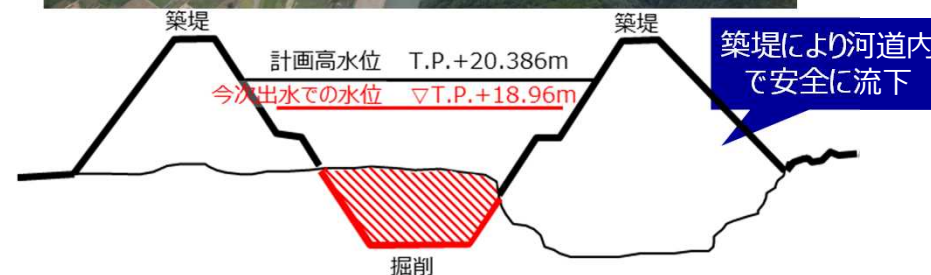 築堤
築堤
計画高水位 T.P.+20.386m
今次出水での水位 ▽T.P.+18.96m
築堤により河道内
で安全に流下
掘削